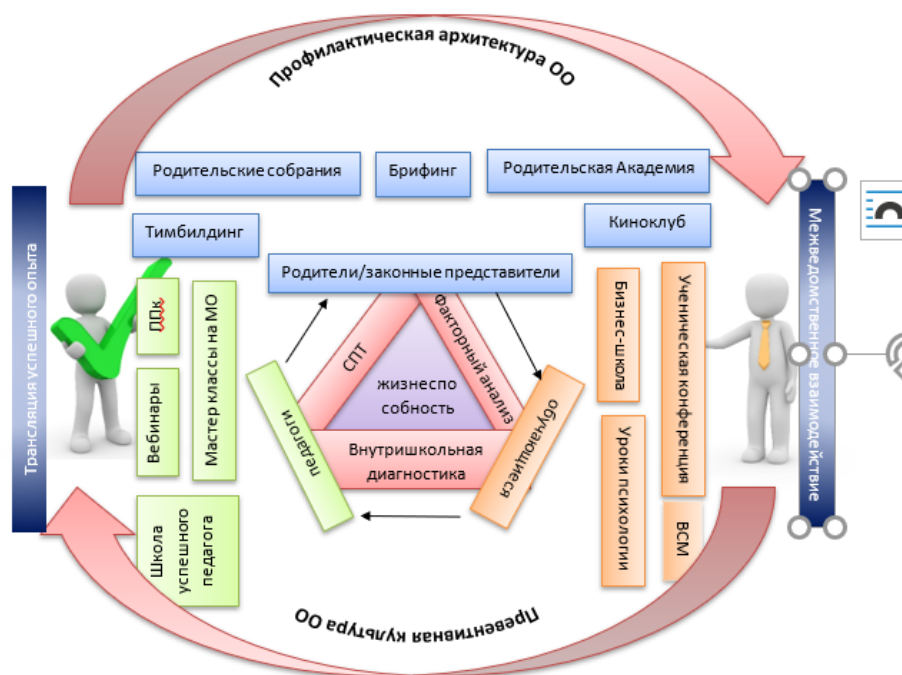 Профилактическая архитектура ОО
Родительские собрания
Брифинг
Родительская Академия
Тимбилдинг
Киноклуб
Родители/законные представители
Трансляция успешного опыта
Межведомственное взаимодействие
ППк
Мастер классы на МО
Вебинары
Школа
успешного
педагога
СПТ
Факторный анализ
жизнеспо
собность
Внутришкольная
диагностика
педагоги
обучающиеся
Бизнес-школа
Ученическая конференция
Уроки психологии
ВСМ
Превентивная культура ОО